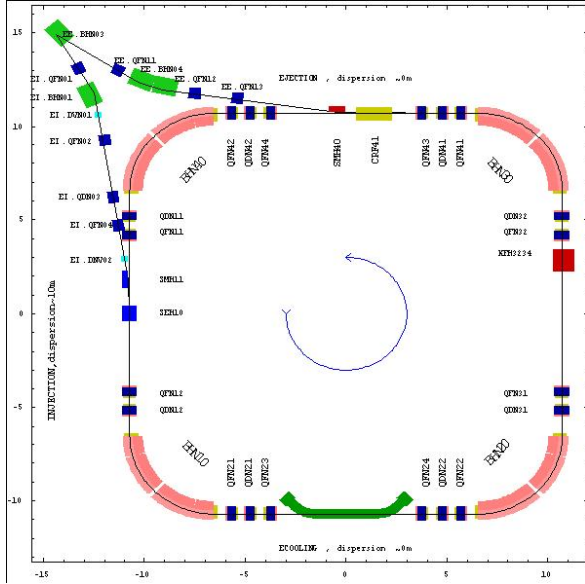 15
EE.BHN03
EE.QFN11
EE.BHN04
EE.QFN12
EE.QFN13
EI.QFN01
EI.BHN01
EJECTION , dispersion ~0m
EI.DVN01
10
EI.QFN02
QFN42
QDN42
QFN44
SMH40
CRF41
QFN43
QDN41
QFN41
BHN40
BHN30
EI.QDN03
5
EI.QFN04
QDN11
QFN11
QDN32
QFN32
KFH3234
SMH11
0
SEH10
INJECTION,dispersion~10m
QFN12
QDN12
QFN31
QDN31
-5
BHN10
BHN20
QFN21
QDN21
QFN23
QFN24
QDN22
QFN22
-10
ECOOLING , dispersion ~0m
-15
-10
-5
0
5
10